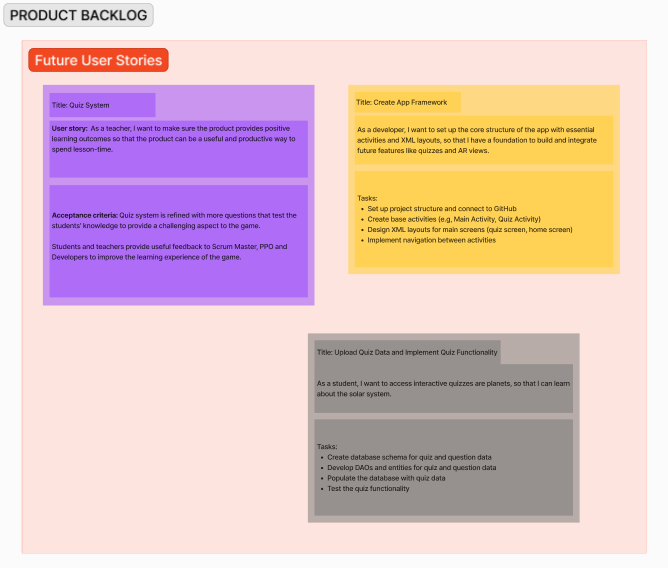 PRODUCT BACKLOG
Future User Stories
Title: Quiz System
User story: As a teacher, I want to make sure the product provides positive
learning outcomes so that the product can be a useful and productive way to
spend lesson-time.
Acceptance criteria: Quiz system is refined with more questions that test the
students' knowledge to provide a challenging aspect to the game.
Students and teachers provide useful feedback to Scrum Master, PPO and
Developers to improve the learning experience of the game.
Title: Create App Framework
As a developer, I want to set up the core structure of the app with essential
activities and XML layouts, so that I have a foundation to build and integrate
future features like quizzes and AR views.
Tasks:
• Set up project structure and connect to GitHub
• Create base activities (e.g, Main Activity, Quiz Activity)
• Design XML layouts for main screens (quiz screen, home screen)
• Implement navigation between activities
Title: Upload Quiz Data and Implement Quiz Functionality
As a student, I want to access interactive quizzes are planets, so that I can learn
about the solar system.
Tasks:
• Create database schema for quiz and question data
• Develop DAOs and entities for quiz and question data
• Populate the database with quiz data
• Test the quiz functionality